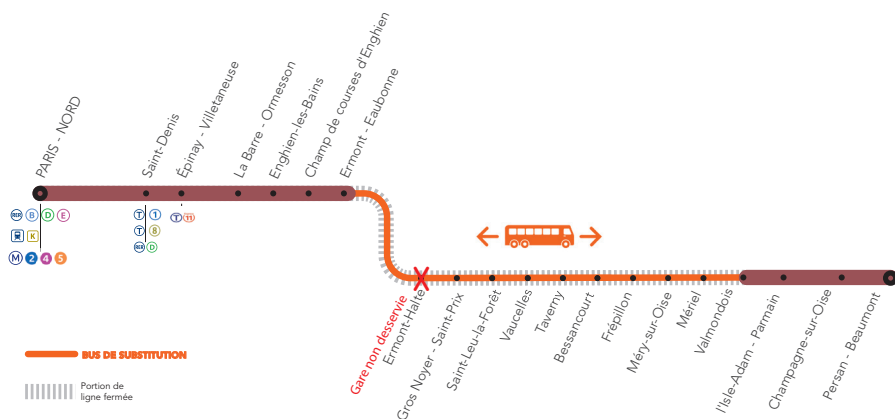 PARIS - NORD
Saint-Denis
Épinay - Villetaneuse
La Barre - Ormesson
Enghien-les-Bains
Champ de courses d'Enghien
Ermont - Eaubonne
RER B D E
K
M 2 4 5
T 1
T 8
RER D
T 11
Gare non desservie
Ermont-Halte
Gros Noyer - Saint-Prix
Saint-Leu-la-Forêt
Vaucelles
Taverny
Bessancourt
Frépillon
Méry-sur-Oise
Mériel
Valmondois
l'Isle-Adam - Parmain
Champagne-sur-Oise
Persan - Beaumont
BUS DE SUBSTITUTION
Portion de
ligne fermée